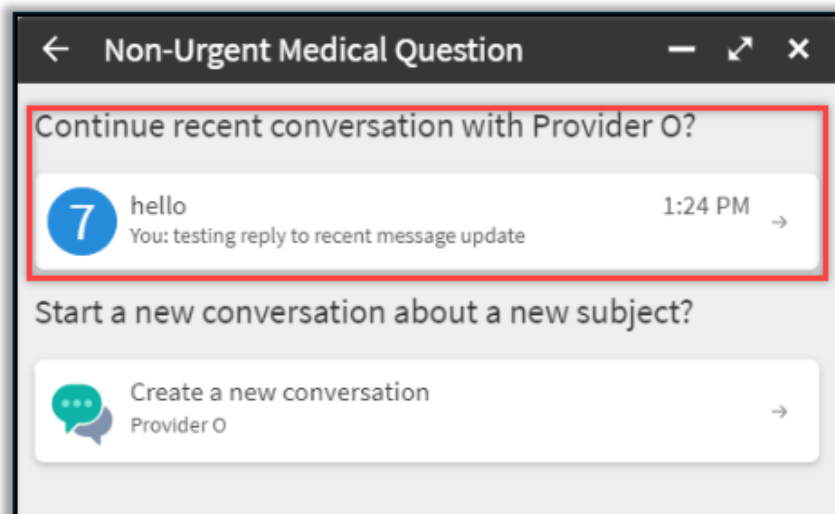 Non-Urgent Medical Question
Continue recent conversation with Provider O?
7
hello
1:24 PM
You: testing reply to recent message update
Start a new conversation about a new subject?
Create a new conversation
Provider O